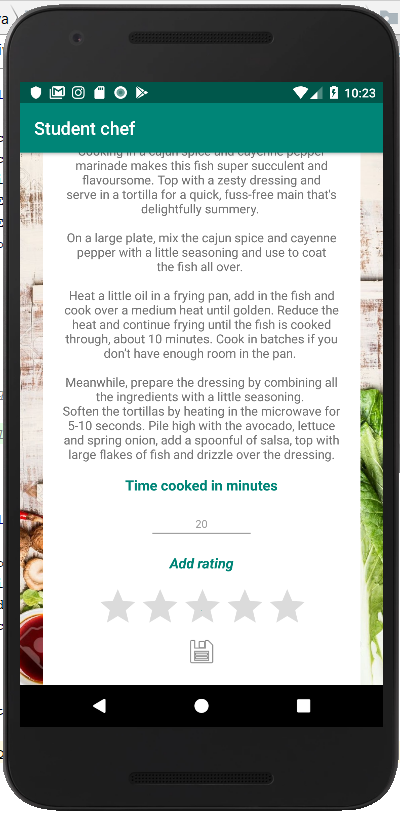 10:23
Student chef
Cooking in a cajun spice and cayenne pepper
marinade makes this fish super succulent and
flavoursome. Top with a zesty dressing and
serve in a tortilla for a quick, fuss-free main that's
delightfully summery.
On a large plate, mix the cajun spice and cayenne
pepper with a little seasoning and use to coat
the fish all over.
Heat a little oil in a frying pan, add in the fish and
cook over a medium heat until golden. Reduce the
heat and continue frying until the fish is cooked
through, about 10 minutes. Cook in batches if you
don't have enough room in the pan.
Meanwhile, prepare the dressing by combining all
the ingredients with a little seasoning.
Soften the tortillas by heating in the microwave for
5-10 seconds. Pile high with the avocado, lettuce
and spring onion, add a spoonful of salsa, top with
large flakes of fish and drizzle over the dressing.
Time cooked in minutes
20
Add rating